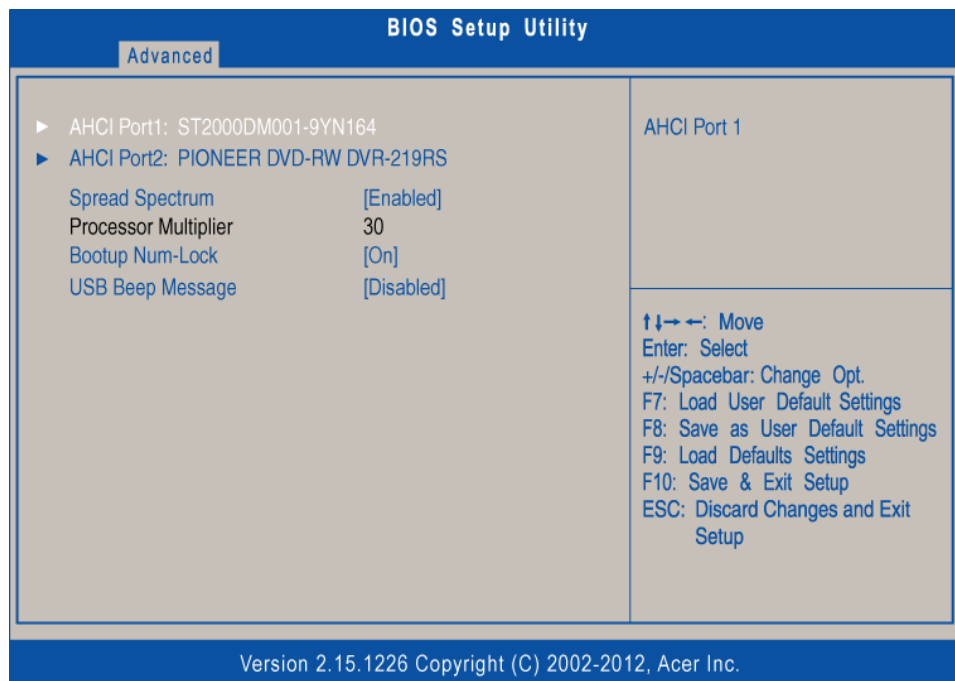 BIOS Setup Utility
Advanced
► AHCI Port1: ST2000DM001-9YN164
► AHCI Port2: PIONEER DVD-RW DVR-219RS
Spread Spectrum [Enabled]
Processor Multiplier 30
Bootup Num-Lock [On]
USB Beep Message [Disabled]
AHCI Port 1
↑↓→←: Move
Enter: Select
+/-/Spacebar: Change Opt.
F7: Load User Default Settings
F8: Save as User Default Settings
F9: Load Defaults Settings
F10: Save & Exit Setup
ESC: Discard Changes and Exit
Setup
Version 2.15.1226 Copyright (C) 2002-2012, Acer Inc.